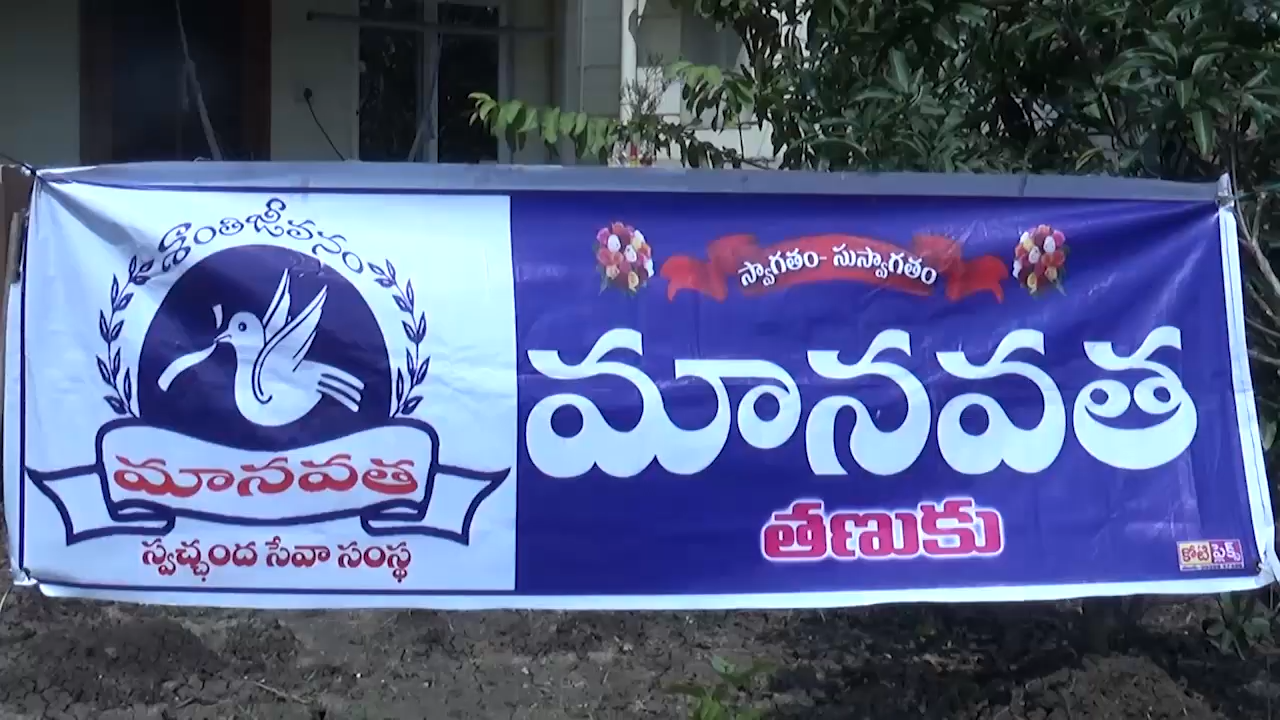 శాంతిజీవనం
మానవత
స్వచ్ఛంద సేవా సంస్థ
స్వాగతం- సుస్వాగతం
మానవత
తణుకు
కోటి ఫ్లెక్స్